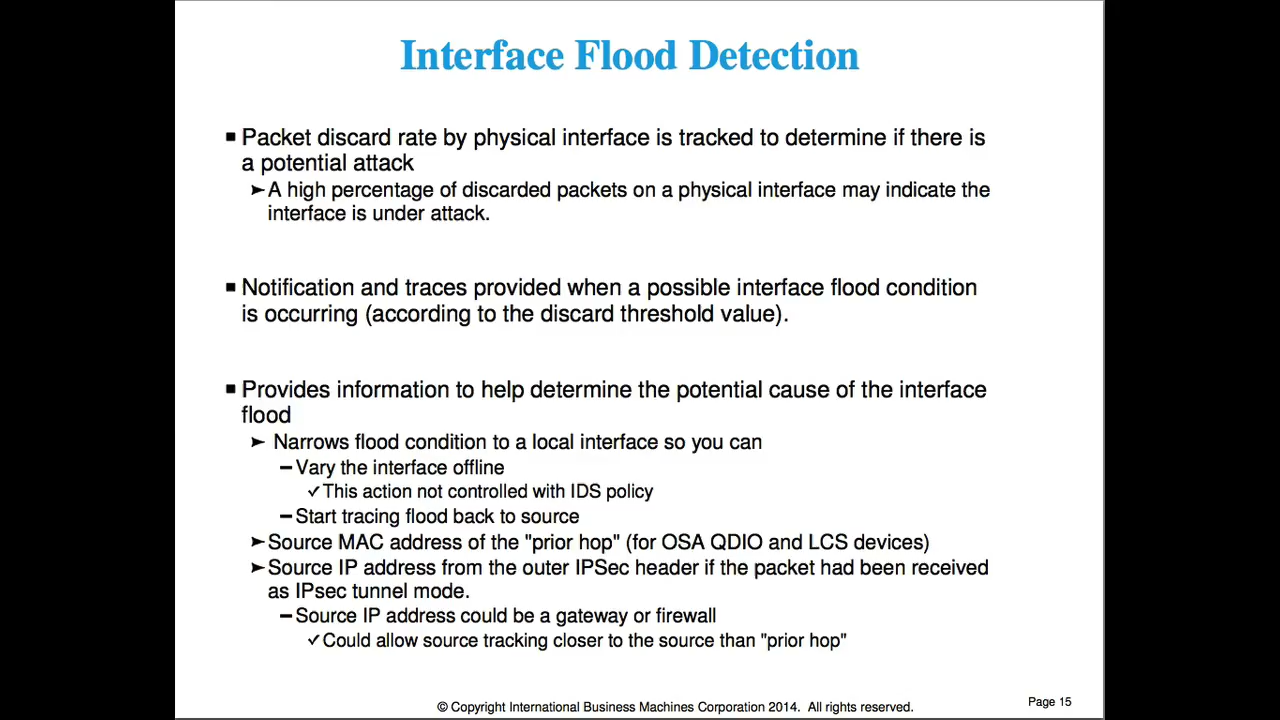 Interface Flood Detection
■ Packet discard rate by physical interface is tracked to determine if there is
a potential attack
➤A high percentage of discarded packets on a physical interface may indicate the
interface is under attack.
■ Notification and traces provided when a possible interface flood condition
is occurring (according to the discard threshold value).
■ Provides information to help determine the potential cause of the interface
flood
➤ Narrows flood condition to a local interface so you can
–Vary the interface offline
✓This action not controlled with IDS policy
–Start tracing flood back to source
➤Source MAC address of the "prior hop" (for OSA QDIO and LCS devices)
➤Source IP address from the outer IPSec header if the packet had been received
as IPsec tunnel mode.
–Source IP address could be a gateway or firewall
✓Could allow source tracking closer to the source than "prior hop"
© Copyright International Business Machines Corporation 2014. All rights reserved.
Page 15